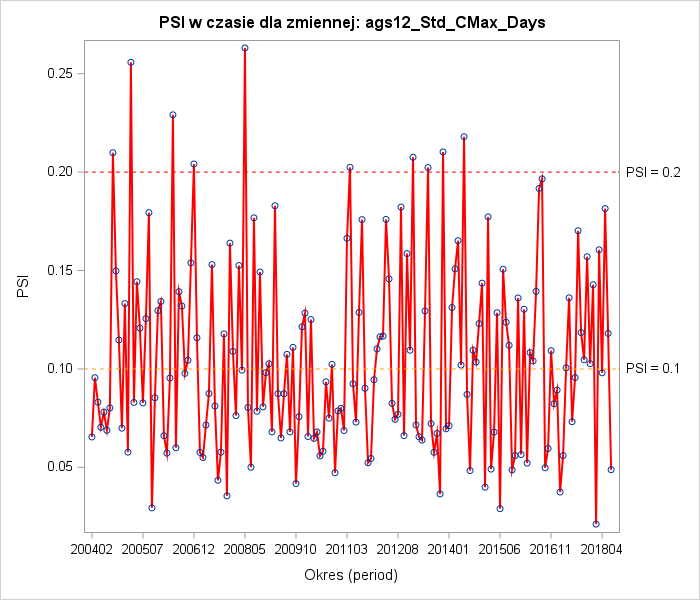 PSI w czasie dla zmiennej: ags12_Std_CMax_Days
0.25
0.20
PSI = 0.2
0.15
PSI
0.10
PSI = 0.1
0.05
200402 200507 200612 200805 200910 201103 201208 201401 201506 201611 201804
Okres (period)